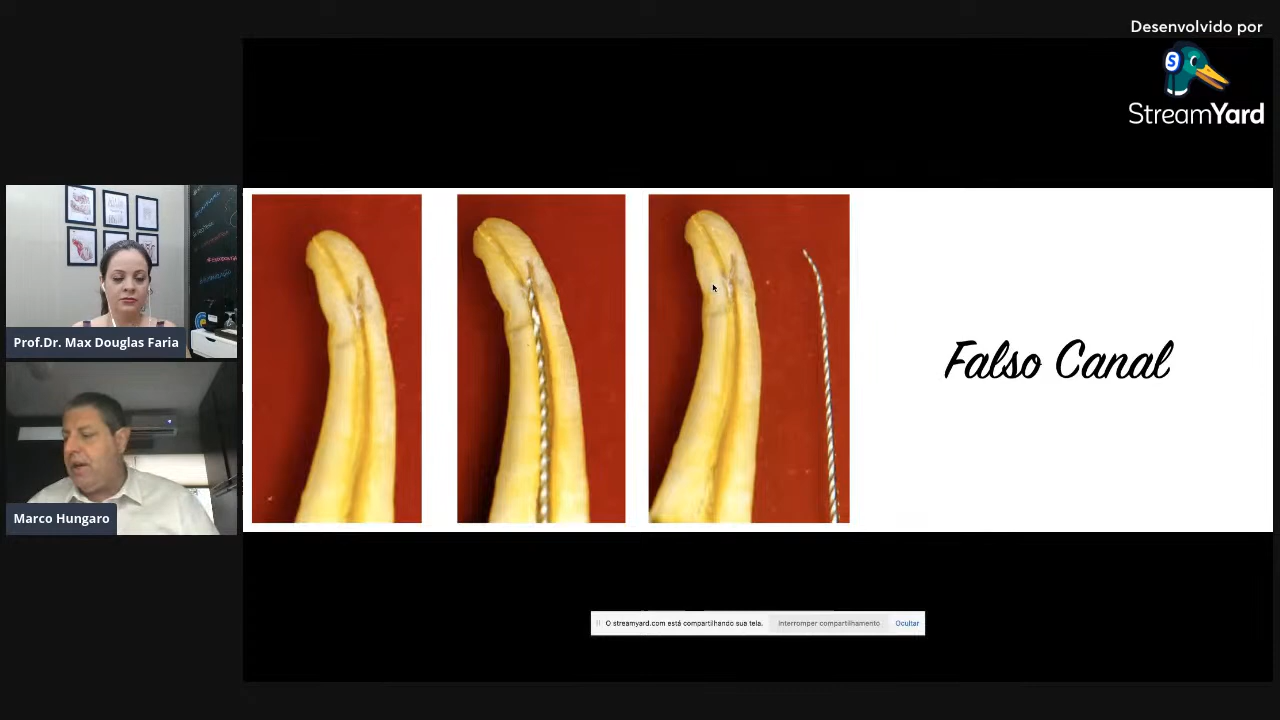 Desenvolvido por
StreamYard
Prof.Dr. Max Douglas Faria
Marco Hungaro
Falso Canal
O streamyard.com está compartilhando sua tela.
Interromper compartilhamento
Ocultar